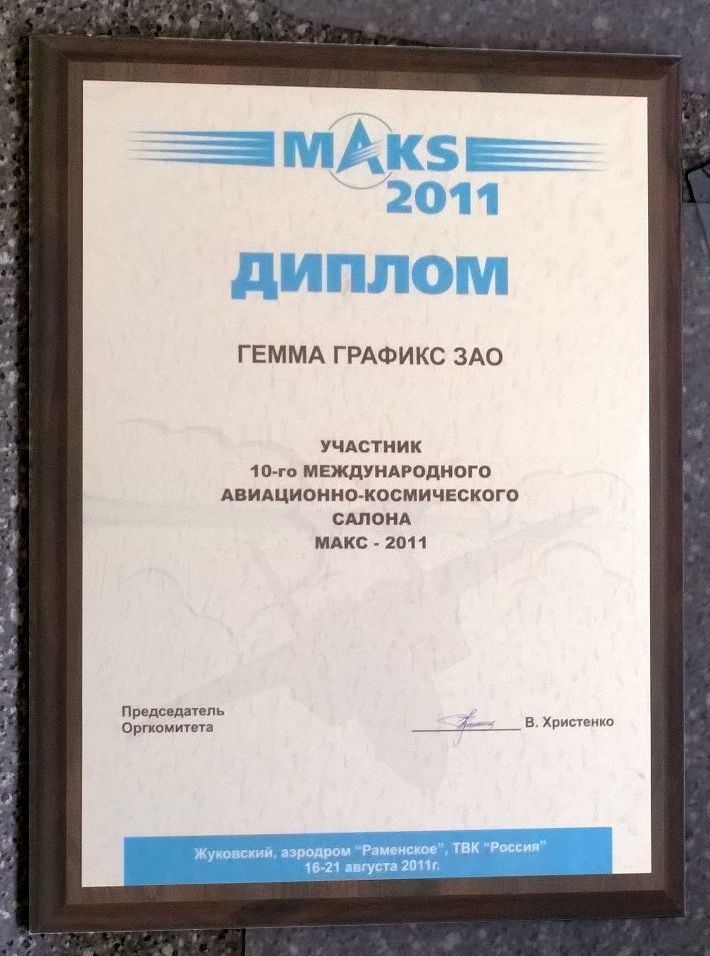 MAKS
2011
ДИПЛОМ
ГЕММА ГРАФИКС ЗАО
УЧАСТНИК
10-го МЕЖДУНАРОДНОГО
АВИАЦИОННО-КОСМИЧЕСКОГО
САЛОНА
МАКС - 2011
Председатель
Оргкомитета
В. Христенко
Жуковский, аэродром “Раменское”, ТВК “Россия”
16-21 августа 2011г.